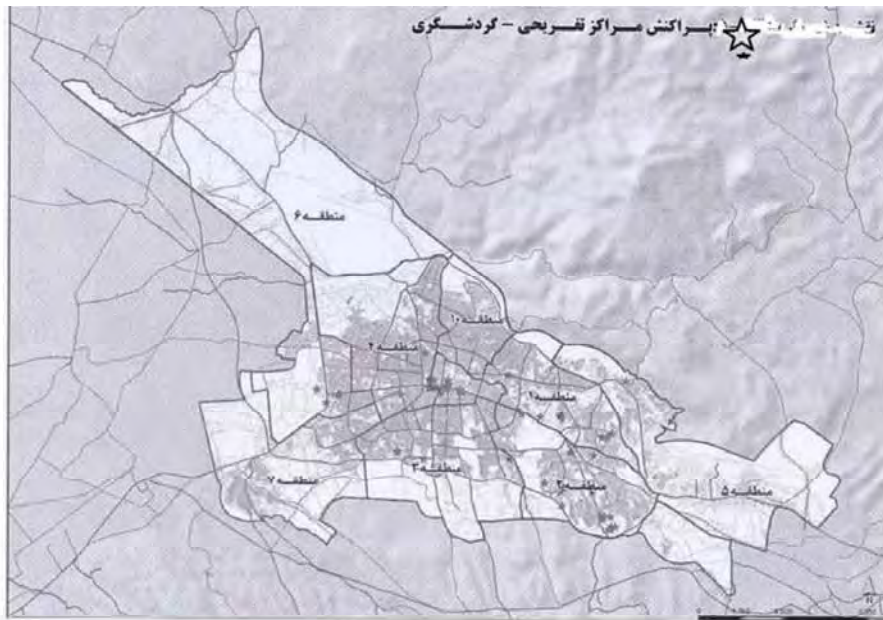 پراکنش مراکز تفریحی – گردشگری
منطقه ۶
منطقه ۱۰
منطقه ۴
منطقه ۱
منطقه ۳
منطقه ۷
منطقه ۲
منطقه ۵